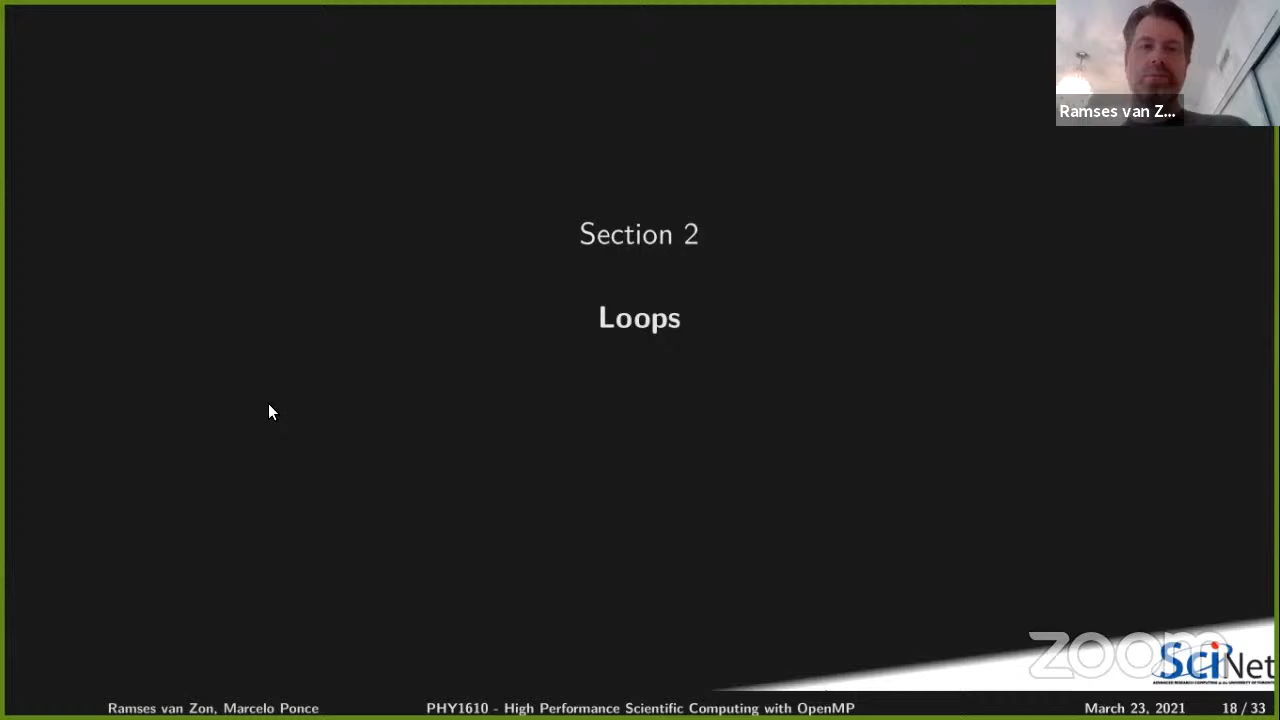 Ramses van Z...
Section 2
Loops
zoom
SciNet
Ramses van Zon, Marcelo Ponce
PHY1610 - High Performance Scientific Computing with OpenMP
March 23, 2021
18 / 33